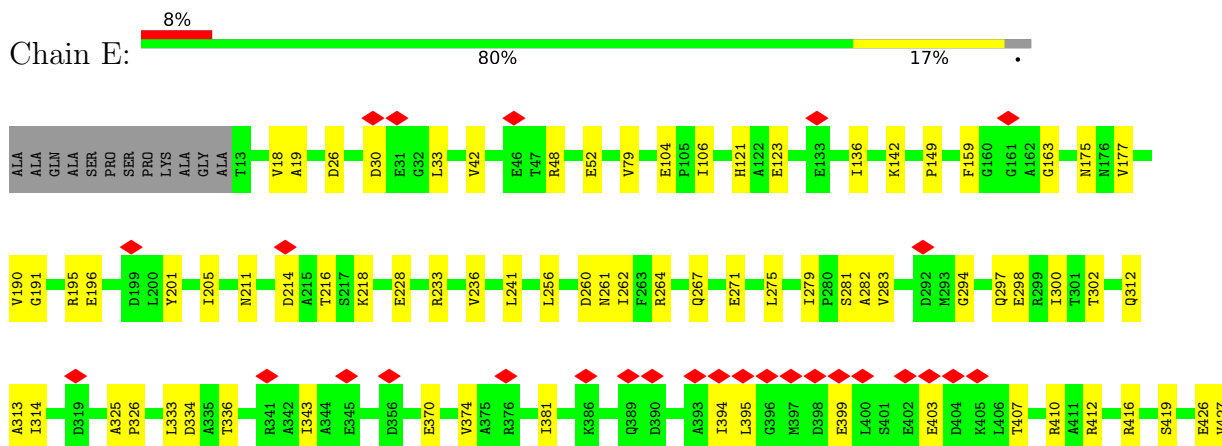 8%
Chain E:
80%
17%
•
ALA ALA GLN ALA ALA SER PRO SER PRO LYS ALA GLY ALA T13 V18 A19 D26 D30 E31 G32 L33 V42 E46 T47 R48 E52 V79 E104 P105 I106 H121 A122 E123 E133 I136 K142 P149 F159 G160 G161 A162 G163 N175 N176 V177
V190 G191 R195 E196 D199 L200 Y201 I205 N211 D214 A215 T216 S217 K218 E228 R233 V236 L241 L256 D260 N261 I262 F263 R264 Q267 E271 L275 I279 P280 S281 A282 V283 D292 M293 G294 Q297 E298 R299 I300 T301 T302 Q312
A313 I314 D319 A325 P326 L333 D334 A335 T336 R341 A342 I343 A344 E345 D356 E370 V374 A375 R376 I381 K386 Q389 D390 A393 I394 L395 G396 M397 D398 E399 L400 S401 E402 E403 D404 K405 L406 T407 R410 A411 R412 R416 S419 E426